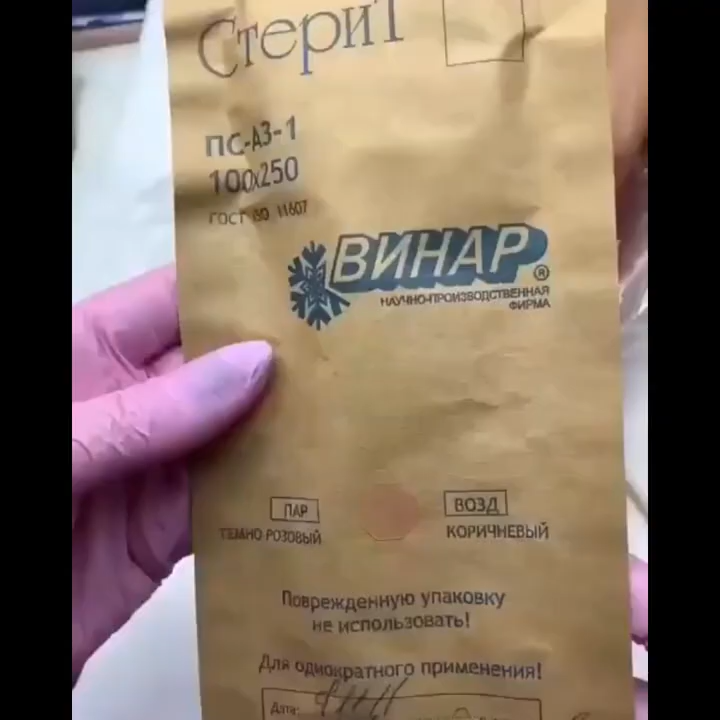 СтериТ
ПС-А3-1
100х250
ГОСТ ISO 11607
ВИНАР®
НАУЧНО-ПРОИЗВОДСТВЕННАЯ
ФИРМА
ПАР
ТЕМНО РОЗОВЫЙ
ВОЗД
КОРИЧНЕВЫЙ
Поврежденную упаковку
не использовать!
Для однократного применения!
Дата: